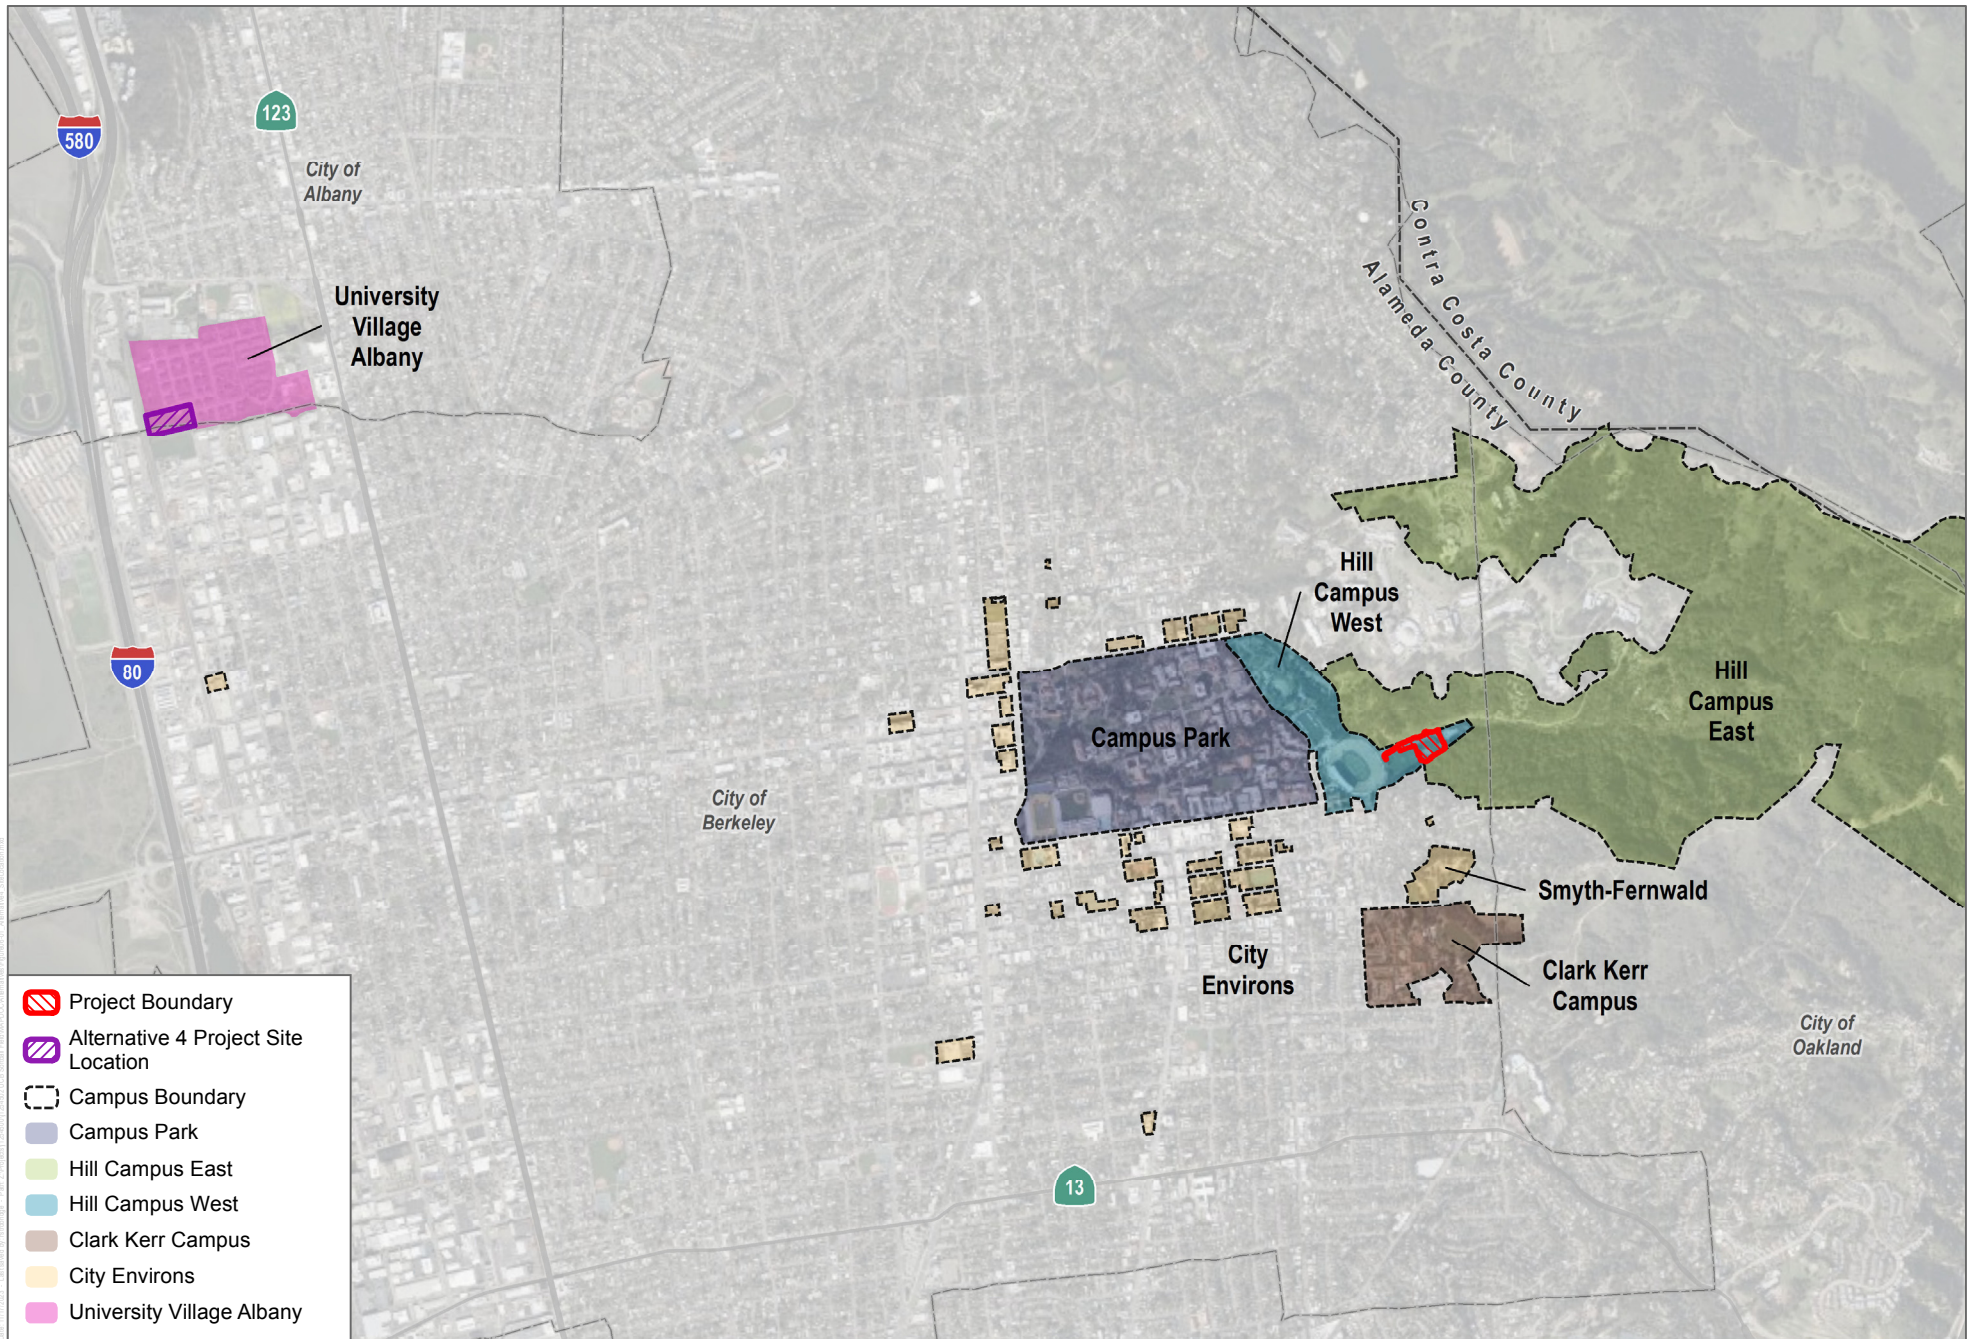 123
580
City of
Albany
University
Village
Albany
Contra Costa County
Alameda County
Hill
Campus
West
80
Hill
Campus
East
Campus Park
City of
Berkeley
Smyth-Fernwald
City
Environs
Clark Kerr
Campus
City of
Oakland
13
Project Boundary
Alternative 4 Project Site
Location
Campus Boundary
Campus Park
Hill Campus East
Hill Campus West
Clark Kerr Campus
City Environs
University Village Albany